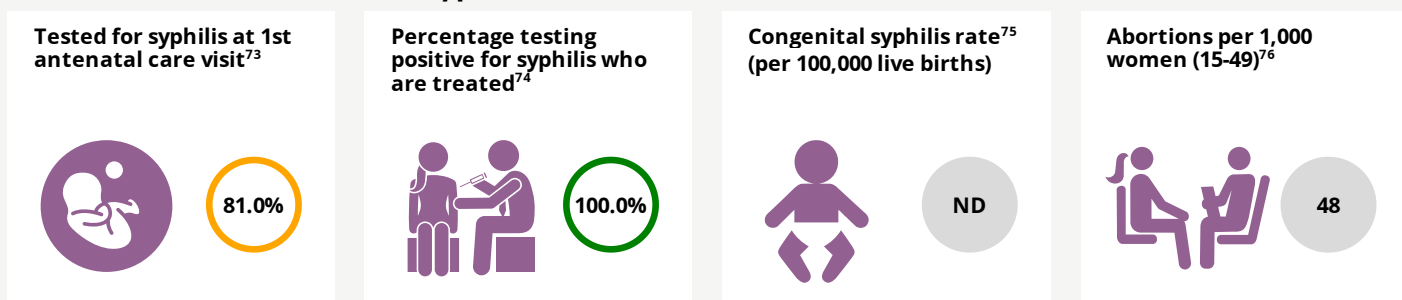 Tested for syphilis at 1st
antenatal care visit73
81.0%
Percentage testing
positive for syphilis who
are treated74
100.0%
Congenital syphilis rate75
(per 100,000 live births)
ND
Abortions per 1,000
women (15-49)76
48